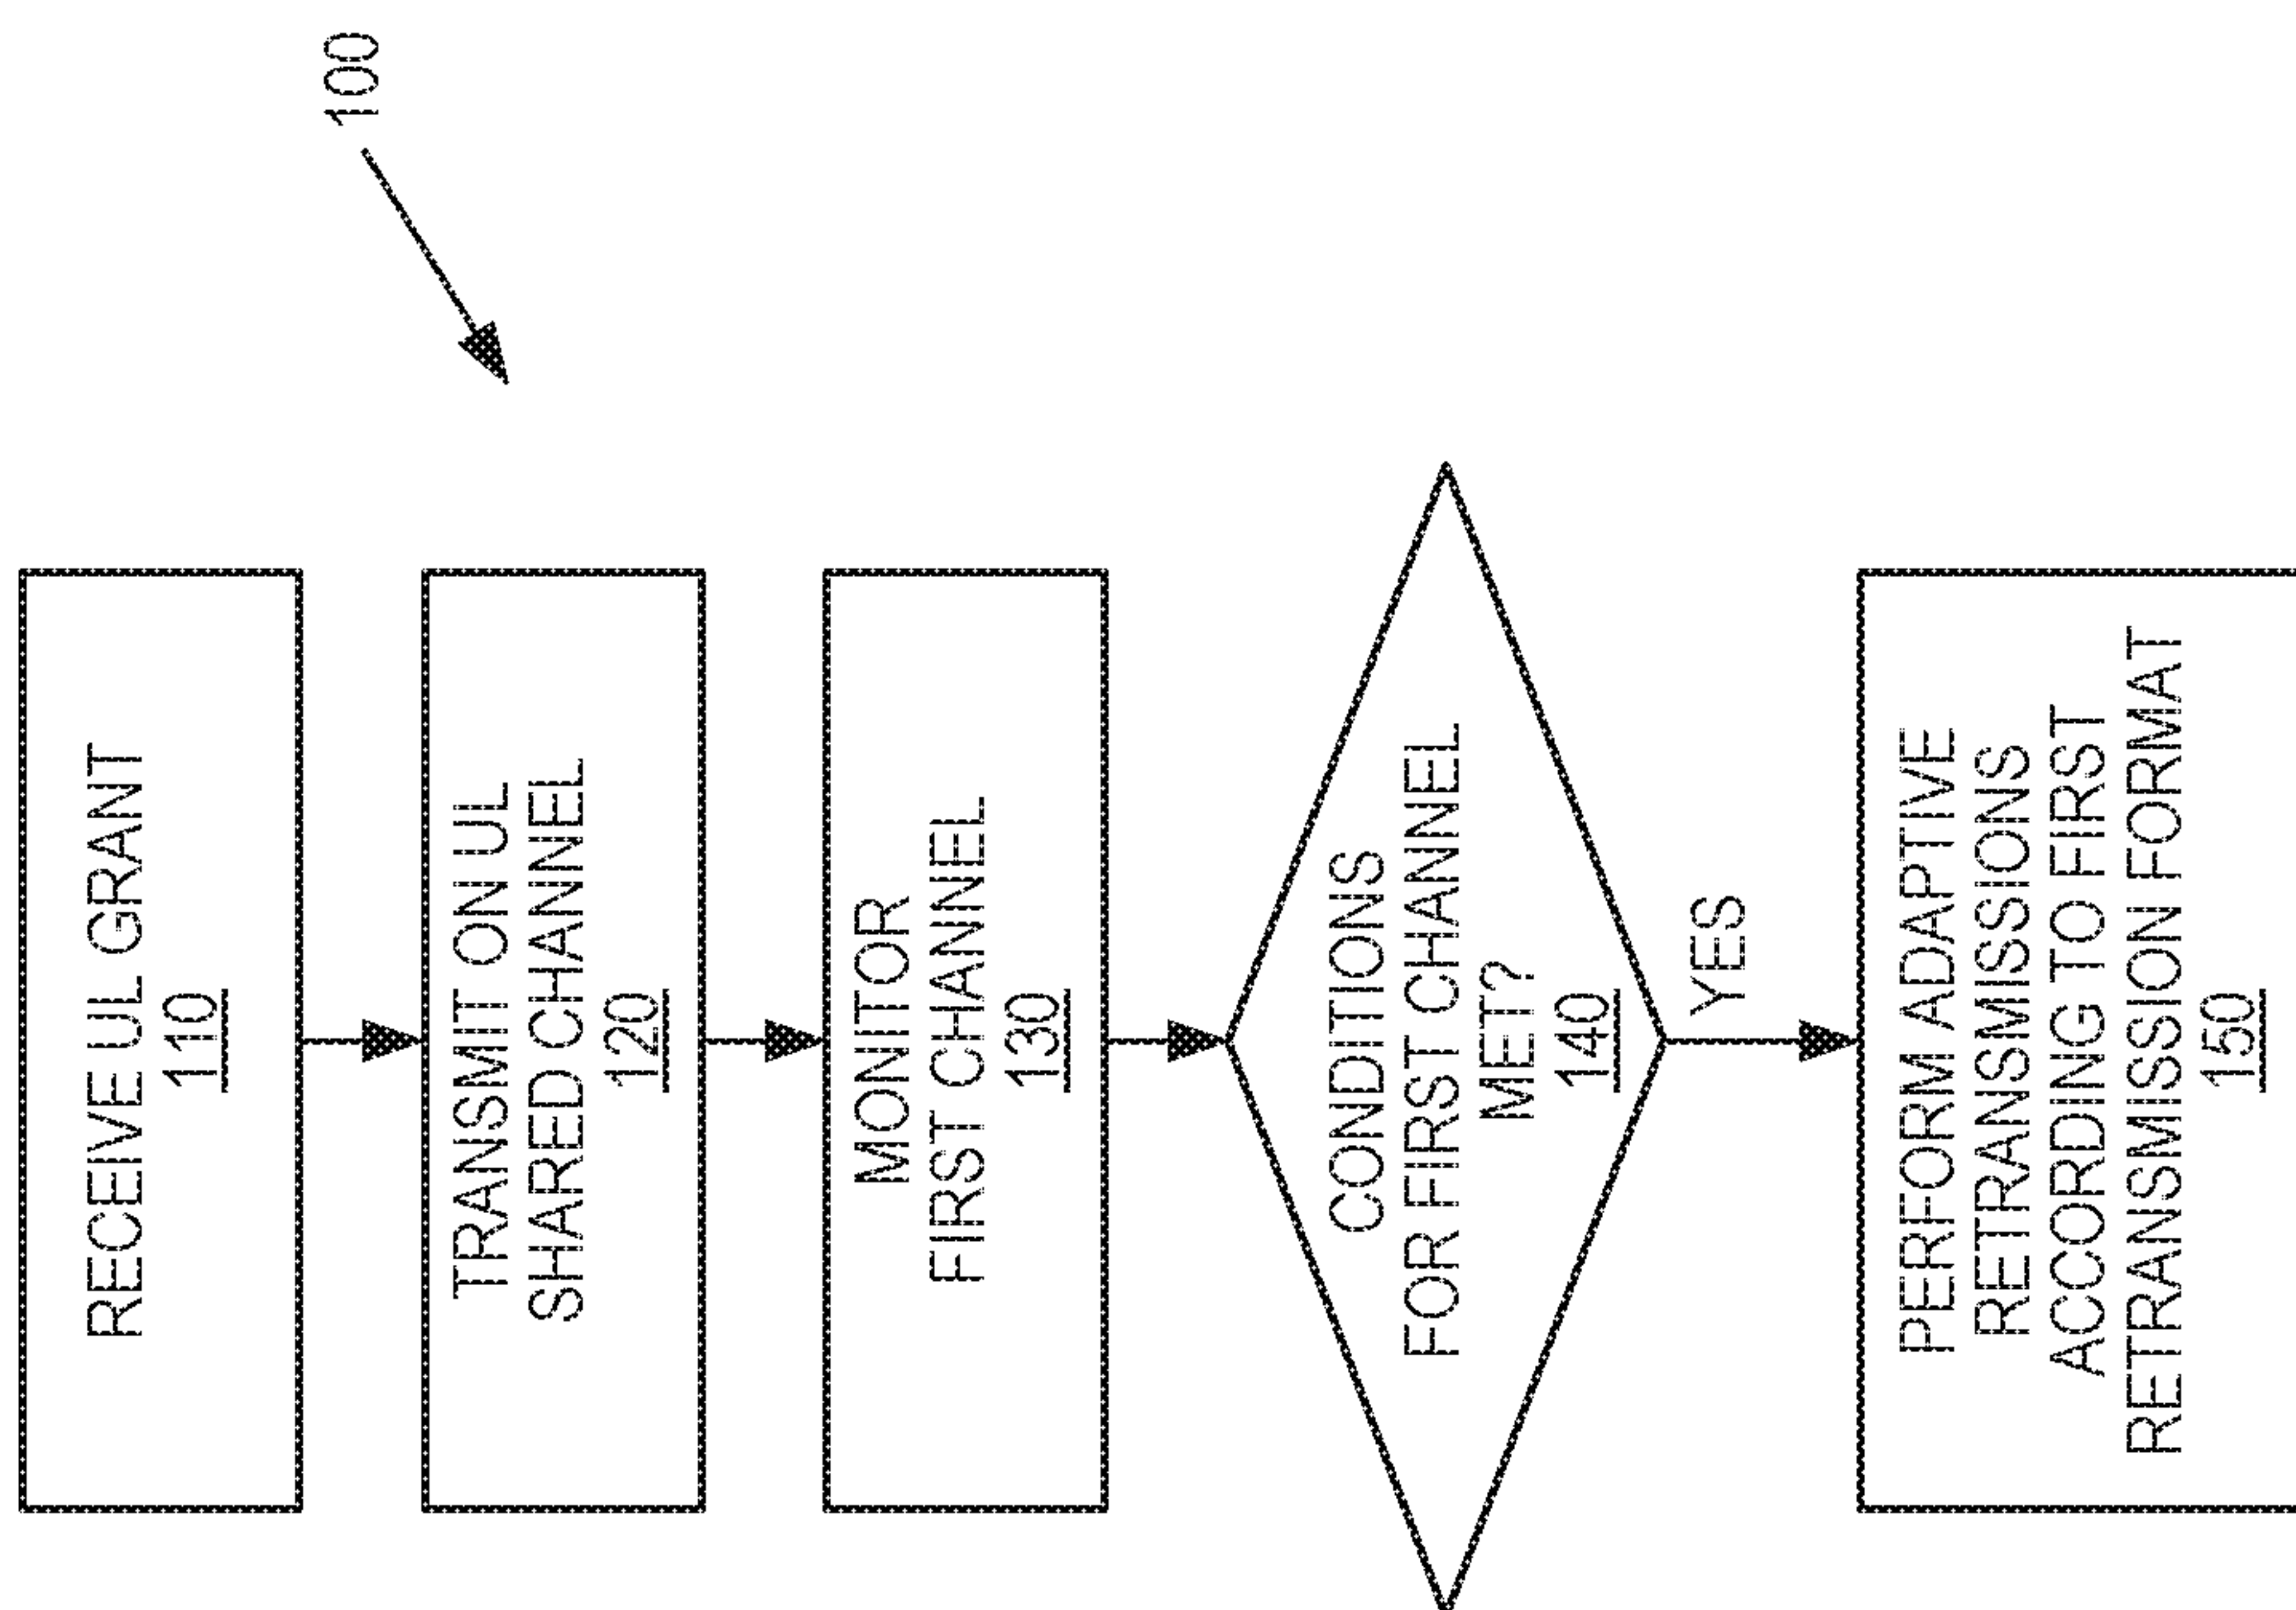 100
RECEIVE UL GRANT
110
TRANSMIT ON UL
SHARED CHANNEL
120
MONITOR
FIRST CHANNEL
130
CONDITIONS
FOR FIRST CHANNEL
MET?
140
YES
PERFORM ADAPTIVE
RETRANSMISSIONS
ACCORDING TO FIRST
RETRANSMISSION FORMAT
150